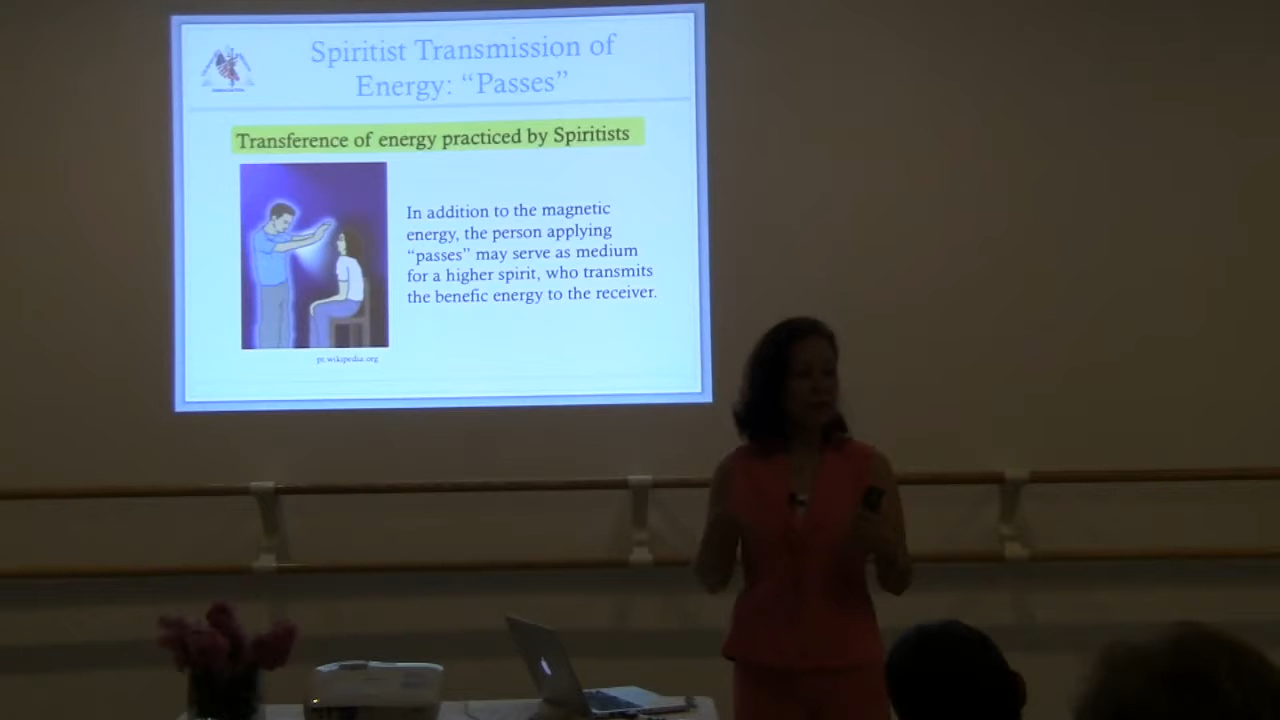 Spiritist Transmission of
Energy: “Passes”
Transference of energy practiced by Spiritists
In addition to the magnetic
energy, the person applying
“passes” may serve as medium
for a higher spirit, who transmits
the benefic energy to the receiver.
pt.wikipedia.org